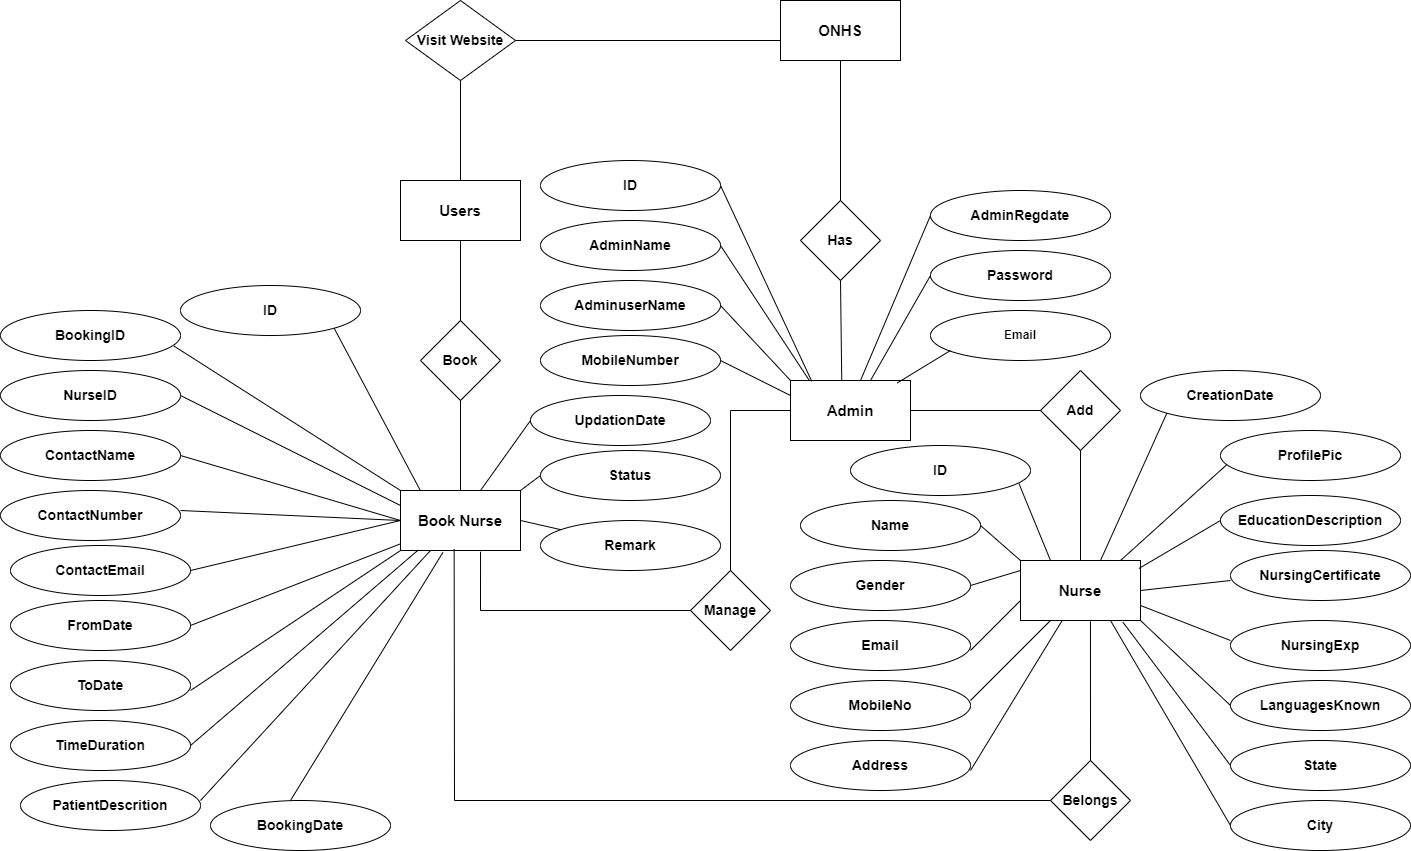 Visit Website
ONHS
Users
ID
AdminName
AdminuserName
MobileNumber
Has
AdminRegdate
Password
Email
ID
BookingID
NurseID
ContactName
ContactNumber
ContactEmail
FromDate
ToDate
TimeDuration
PatientDescrition
BookingDate
Book
UpdationDate
Status
Remark
Book Nurse
Admin
Add
Manage
CreationDate
ProfilePic
EducationDescription
NursingCertificate
NursingExp
LanguagesKnown
State
City
ID
Name
Gender
Email
MobileNo
Address
Nurse
Belongs